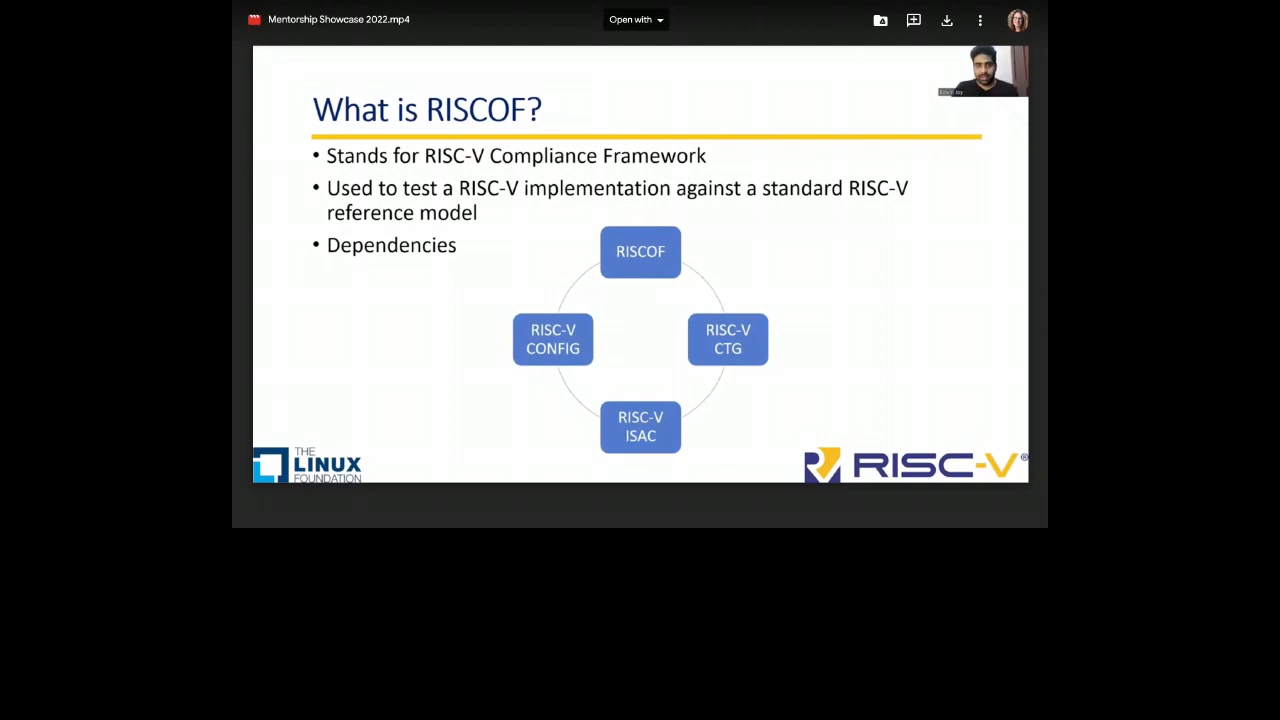 Mentorship Showcase 2022.mp4
Open with
What is RISCOF?
• Stands for RISC-V Compliance Framework
• Used to test a RISC-V implementation against a standard RISC-V
reference model
• Dependencies
RISCOF
RISC-V
CONFIG
RISC-V
CTG
RISC-V
ISAC
THE
LINUX
FOUNDATION
RISC-V®